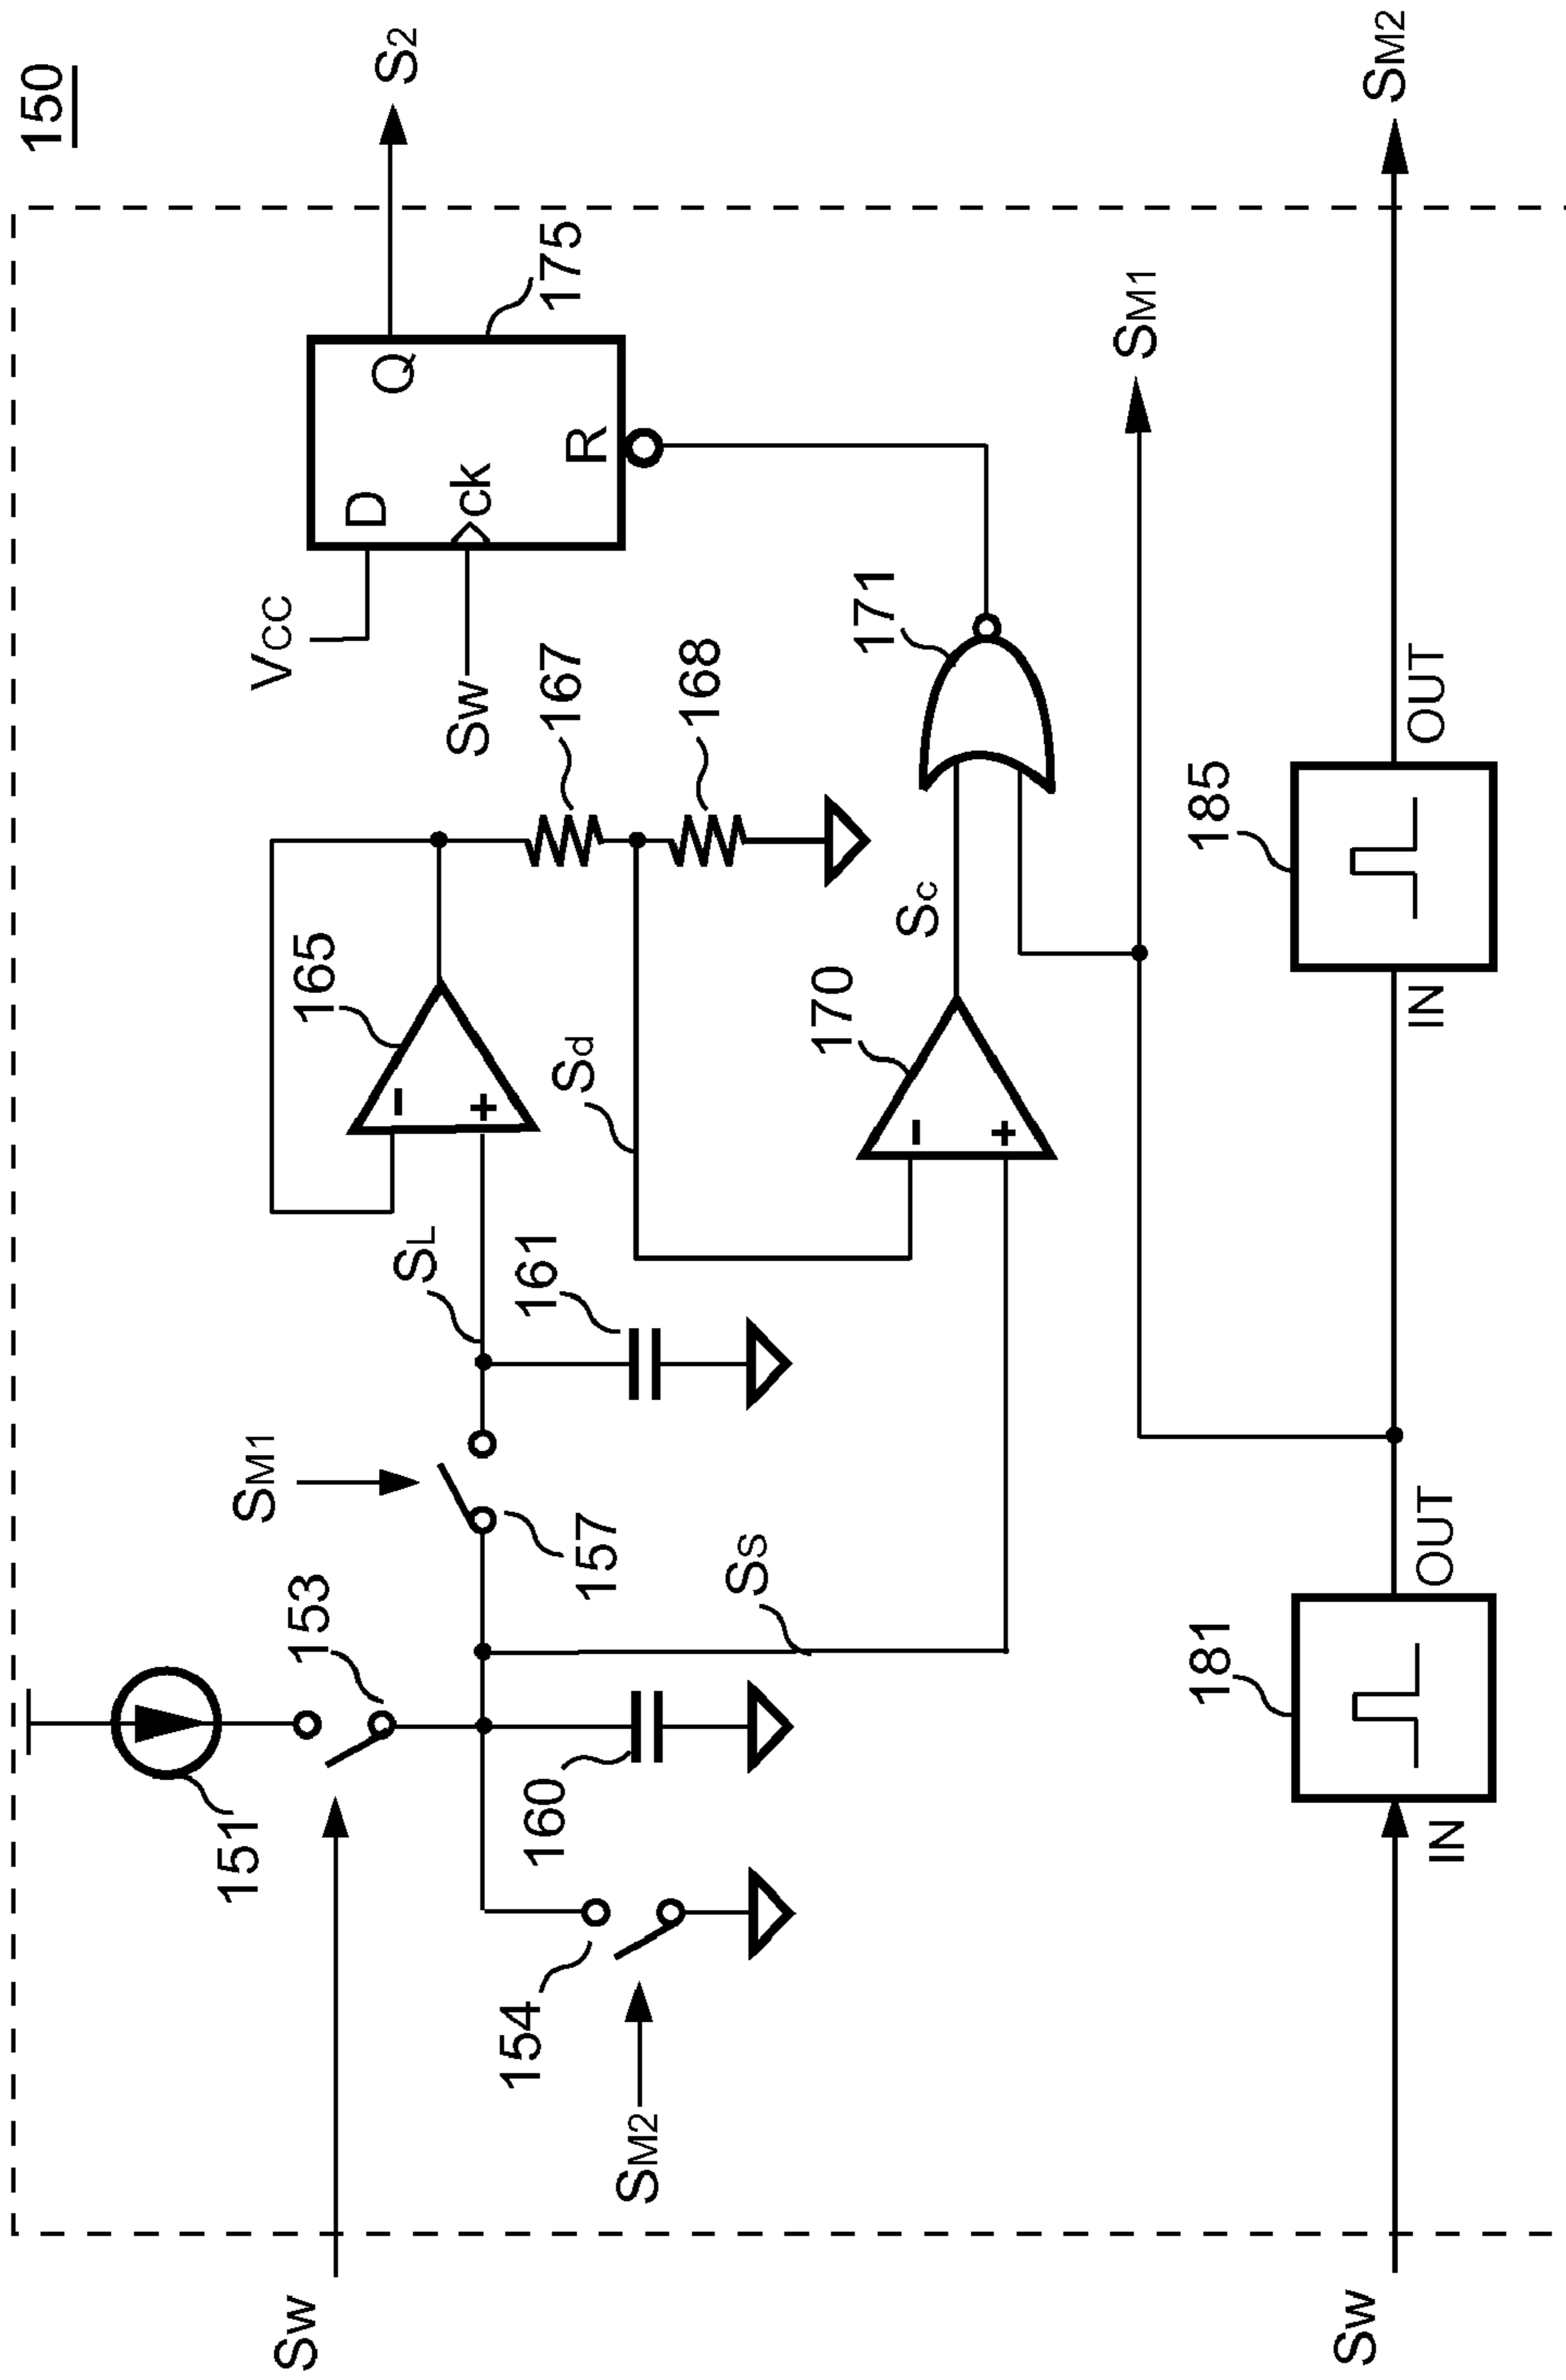 150
S2
SM2
175
VCC
D
Q
ck
R
SW
167
168
171
SM1
165
Sd
170
Sc
185
OUT
IN
SL
161
SM1
157
SS
153
151
160
154
SM2
181
OUT
IN
SW
SW
+
−
+
−